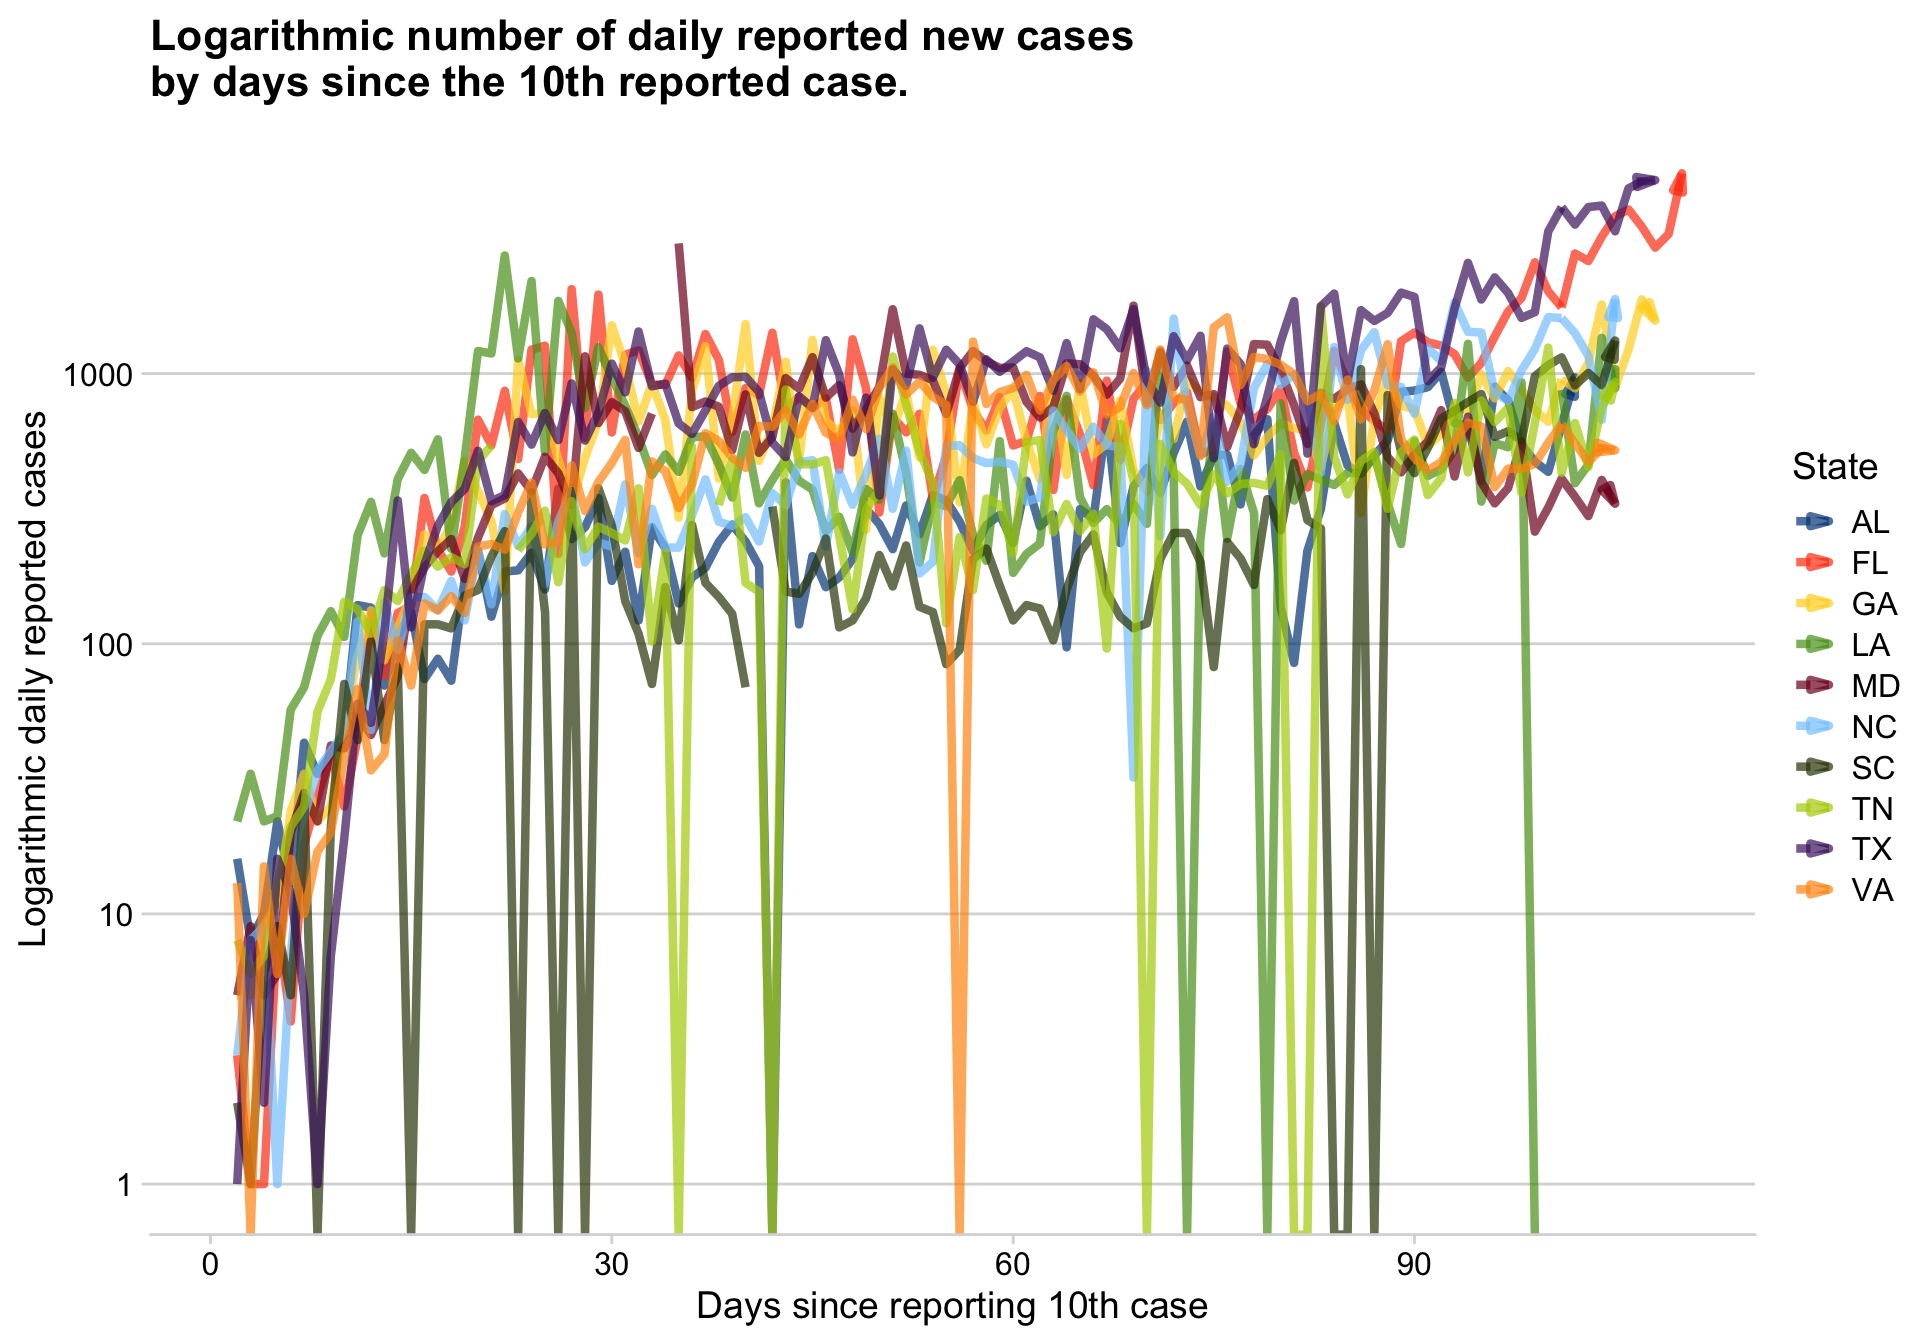 Logarithmic number of daily reported new cases
by days since the 10th reported case.
Logarithmic daily reported cases
1000
100
10
1
0
30
60
90
Days since reporting 10th case
State
AL
FL
GA
LA
MD
NC
SC
TN
TX
VA